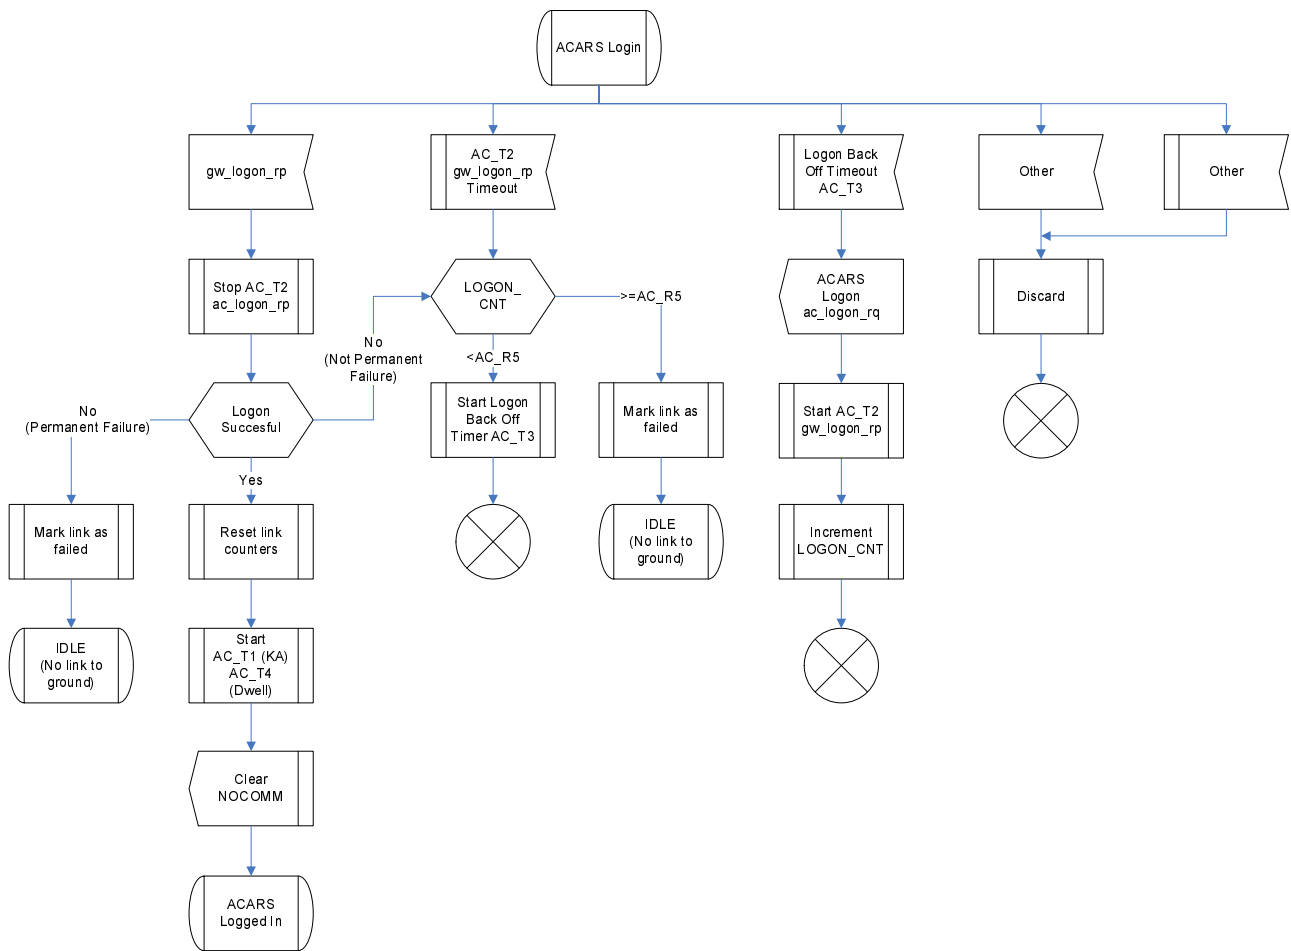 ACARS Login
gw_logon_rp
AC_T2
gw_logon_rp
Timeout
Logon Back
Off Timeout
AC_T3
Other
Other
Stop AC_T2
ac_logon_rp
LOGON_
CNT
>=AC_R5
ACARS
Logon
ac_logon_rq
Discard
No
(Not Permanent
Failure)
<AC_R5
No
(Permanent Failure)
Logon
Succesful
Start Logon
Back Off
Timer AC_T3
Mark link as
failed
Start AC_T2
gw_logon_rp
Yes
Mark link as
failed
Reset link
counters
IDLE
(No link to
ground)
Increment
LOGON_CNT
IDLE
(No link to
ground)
Start
AC_T1 (KA)
AC_T4
(Dwell)
Clear
NOCOMM
ACARS
Logged In